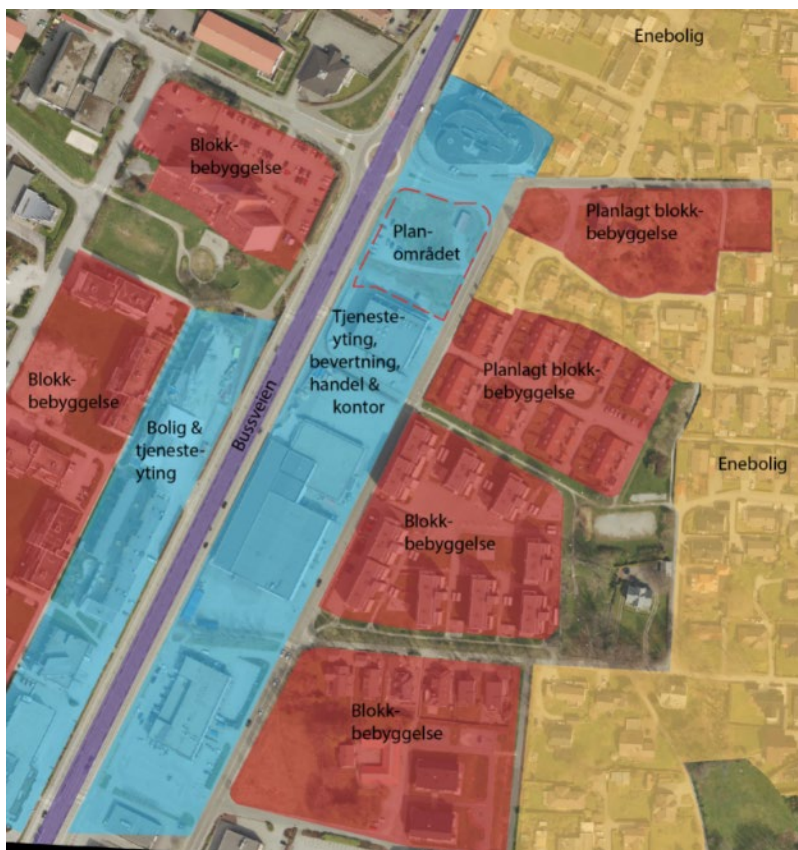 Enebolig
Blokk-
bebyggelse
Planlagt blokk-
bebyggelse
Plan-
området
Tjeneste-
yting,
bevertning,
handel &
kontor
Planlagt blokk-
bebyggelse
Blokk-
bebyggelse
Bolig &
tjeneste-
yting
Bussveien
Enebolig
Blokk-
bebyggelse
Blokk-
bebyggelse